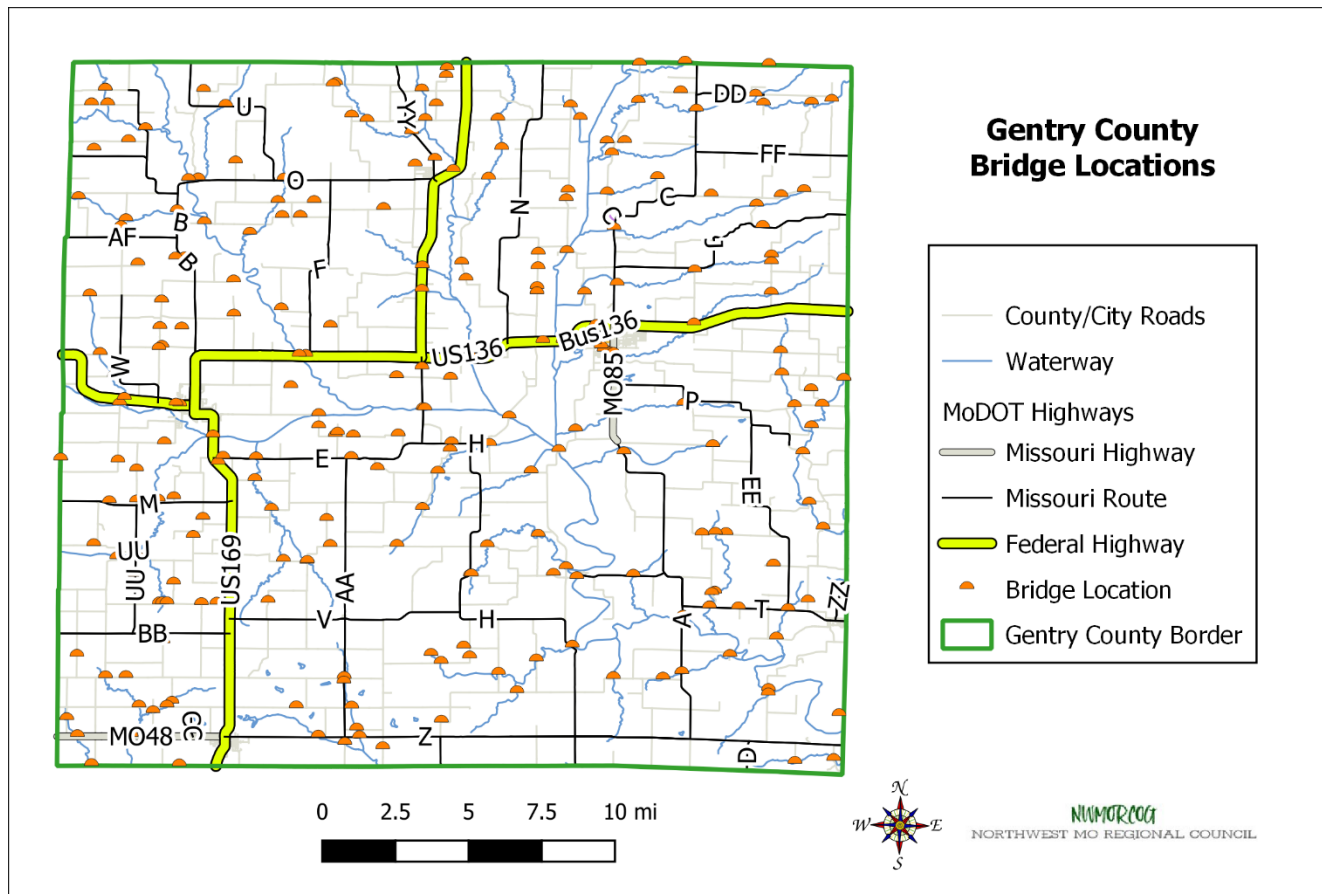 Gentry County
Bridge Locations
DD
U
YY
FF
O
C
N
B
C
AF
J
B
F
Bus136
US136
W
MO85
P
H
E
EE
M
UU
US169
UU
AA
ZZ
T
V
H
A
BB
CC
MO48
Z
D
County/City Roads
Waterway
MoDOT Highways
Missouri Highway
Missouri Route
Federal Highway
Bridge Location
Gentry County Border
0 2.5 5 7.5 10 mi
N
W E
S
NWMORCOG
NORTHWEST MO REGIONAL COUNCIL